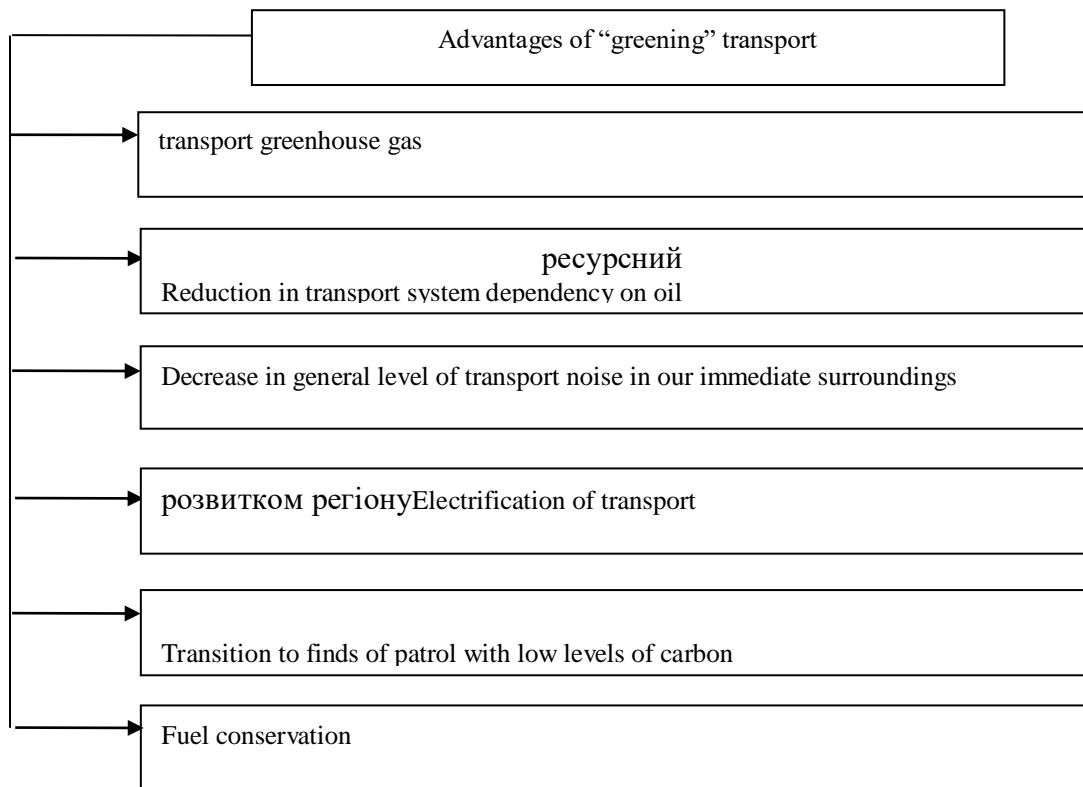 Advantages of “greening” transport
transport greenhouse gas
ресурсний
Reduction in transport system dependency on oil
Decrease in general level of transport noise in our immediate surroundings
розвитком регіонуElectrification of transport
Transition to finds of patrol with low levels of carbon
Fuel conservation